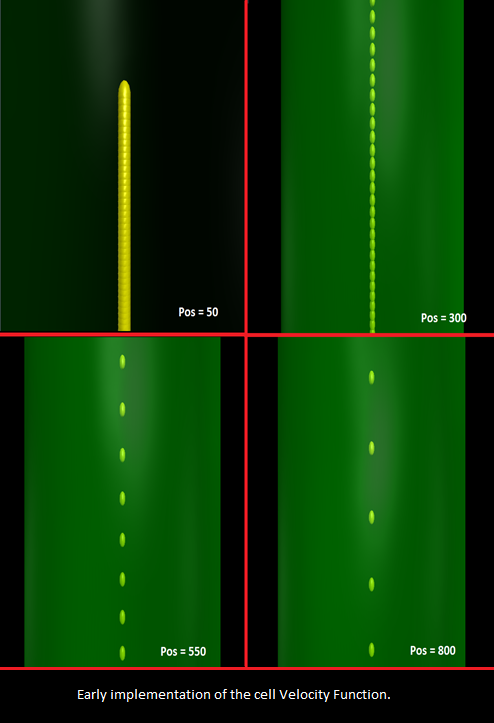 Pos = 50
Pos = 300
Pos = 550
Pos = 800
Early implementation of the cell Velocity Function.